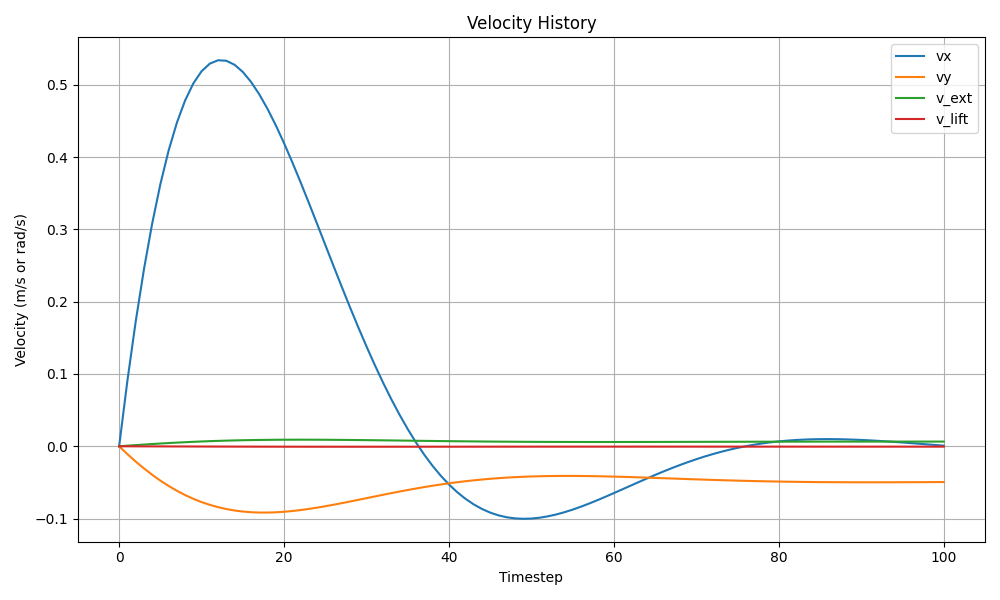 Velocity History
vx
vy
v_ext
v_lift
Velocity (m/s or rad/s)
0.5
0.4
0.3
0.2
0.1
0.0
−0.1
0 20 40 60 80 100
Timestep